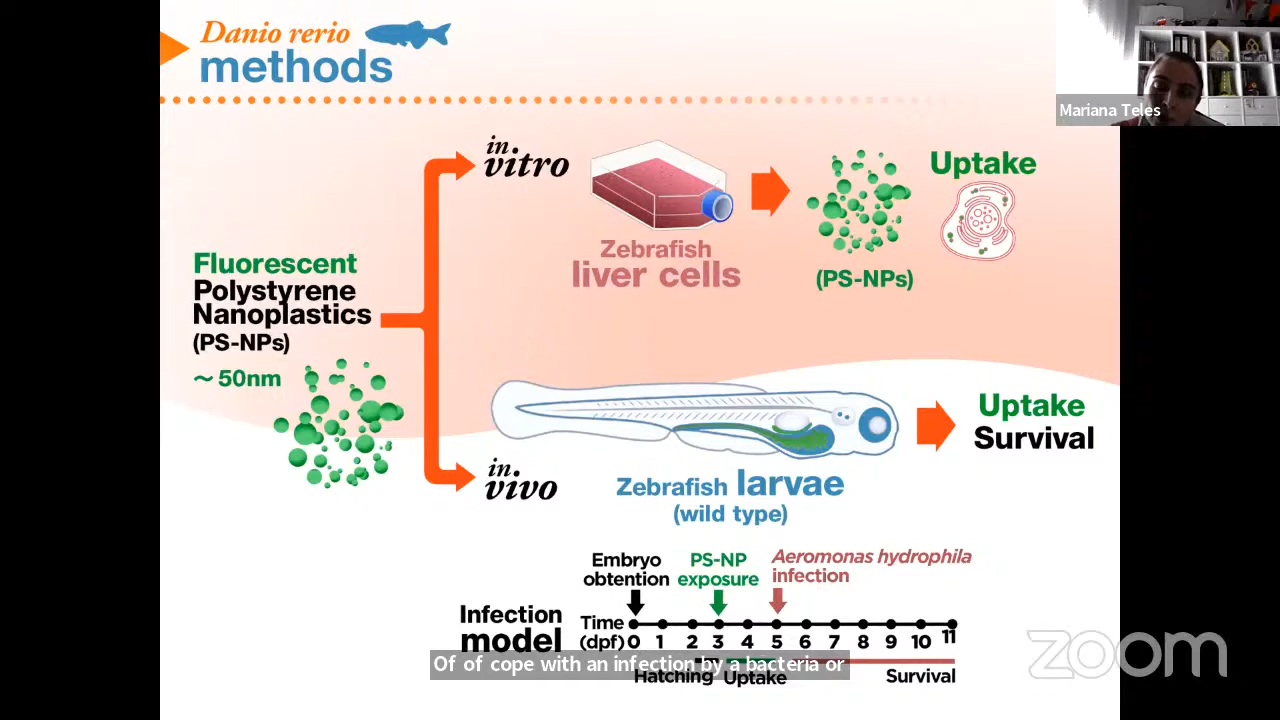 Danio rerio
methods
Mariana Teles
in
vitro
Zebrafish
liver cells
(PS-NPs)
Uptake
Fluorescent
Polystyrene
Nanoplastics
(PS-NPs)
~ 50nm
in
vivo
Zebrafish larvae
(wild type)
Uptake
Survival
Infection
model
Embryo
obtention
PS-NP
exposure
Aeromonas hydrophila
infection
Time
(dpf) 0 1 2 3 4 5 6 7 8 9 10 11
Of of cope with an infection by a bacteria or
Hatching Uptake Survival
zoom